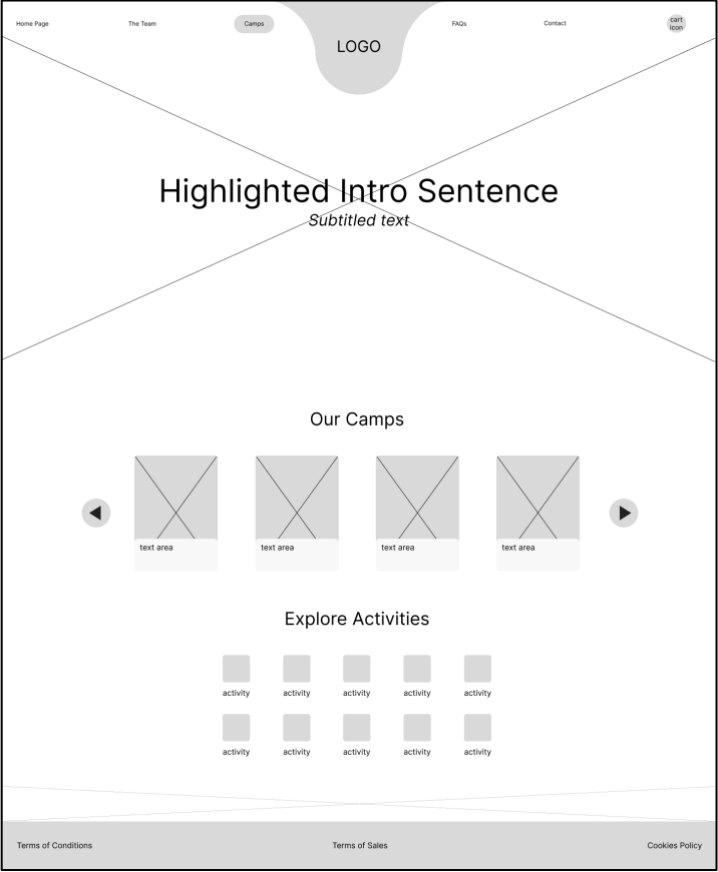 Home Page
The Team
Camps
LOGO
FAQs
Contact
cart
icon
Highlighted Intro Sentence
Subtitled text
Our Camps
text area
text area
text area
text area
Explore Activities
activity
activity
activity
activity
activity
activity
activity
activity
activity
activity
Terms of Conditions
Terms of Sales
Cookies Policy